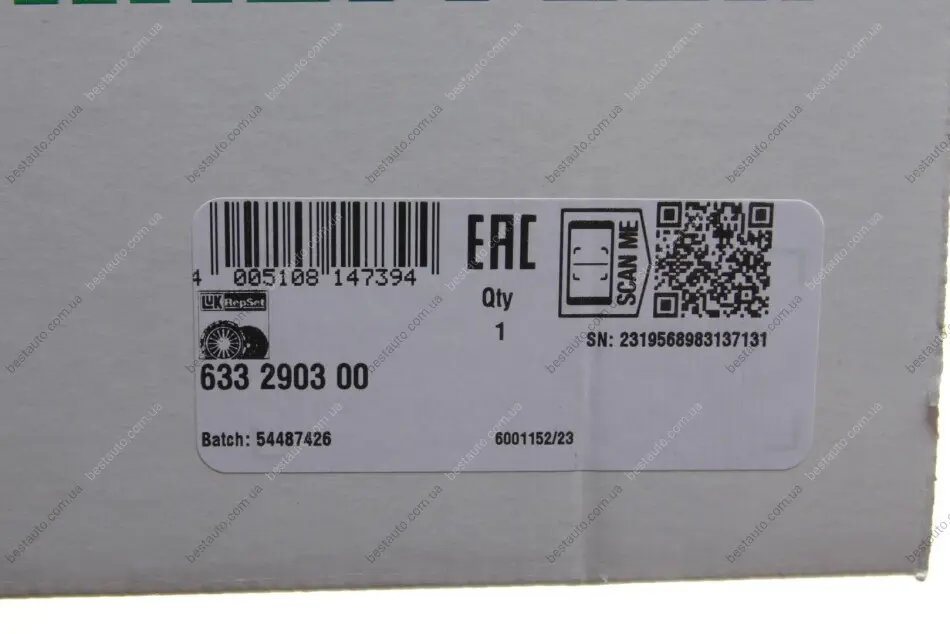 4 005108 147394
EAC
SCAN ME
LuK RepSet
Qty
1
SN: 2319568983137131
633 2903 00
Batch: 54487426
6001152/23
bestauto.com.ua